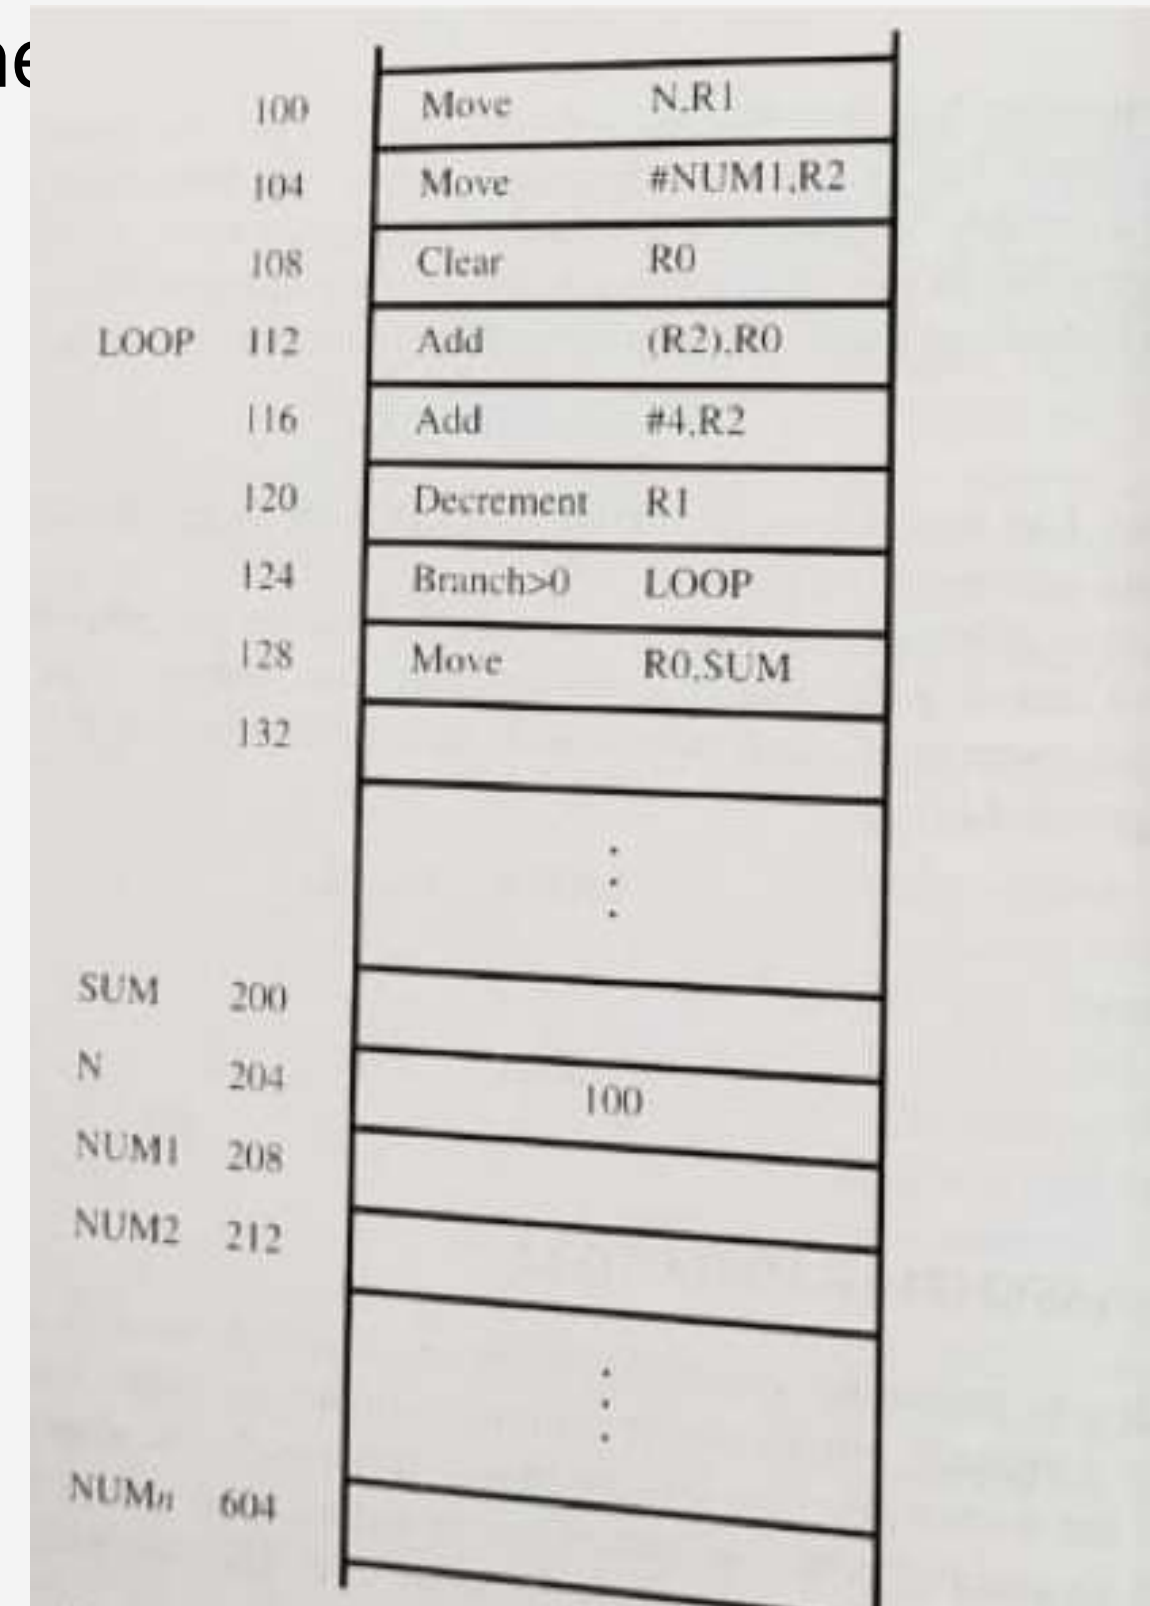 100 Move N,R1
104 Move #NUM1,R2
108 Clear R0
LOOP 112 Add (R2),R0
116 Add #4,R2
120 Decrement R1
124 Branch>0 LOOP
128 Move R0,SUM
132
SUM 200
N 204 100
NUM1 208
NUM2 212
NUMn 604